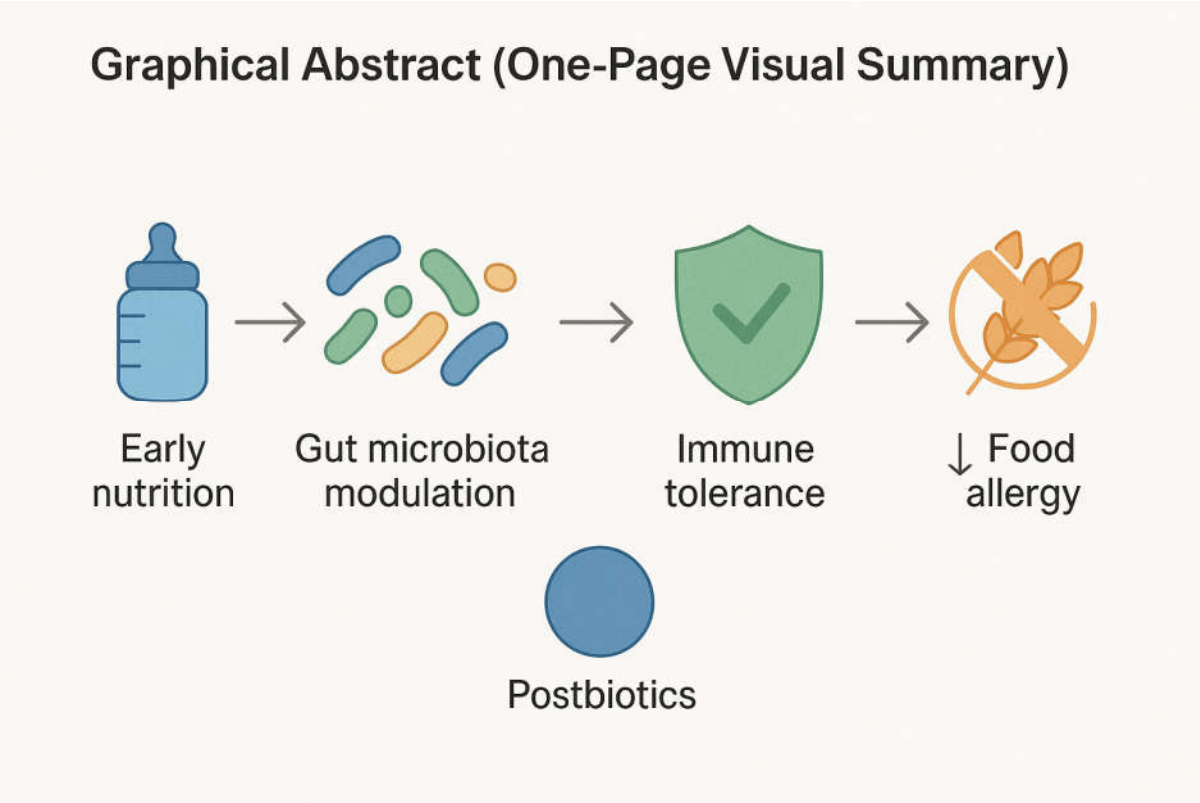 Graphical Abstract (One-Page Visual Summary)
Early
nutrition
Gut microbiota
modulation
Immune
tolerance
↓ Food
allergy
Postbiotics